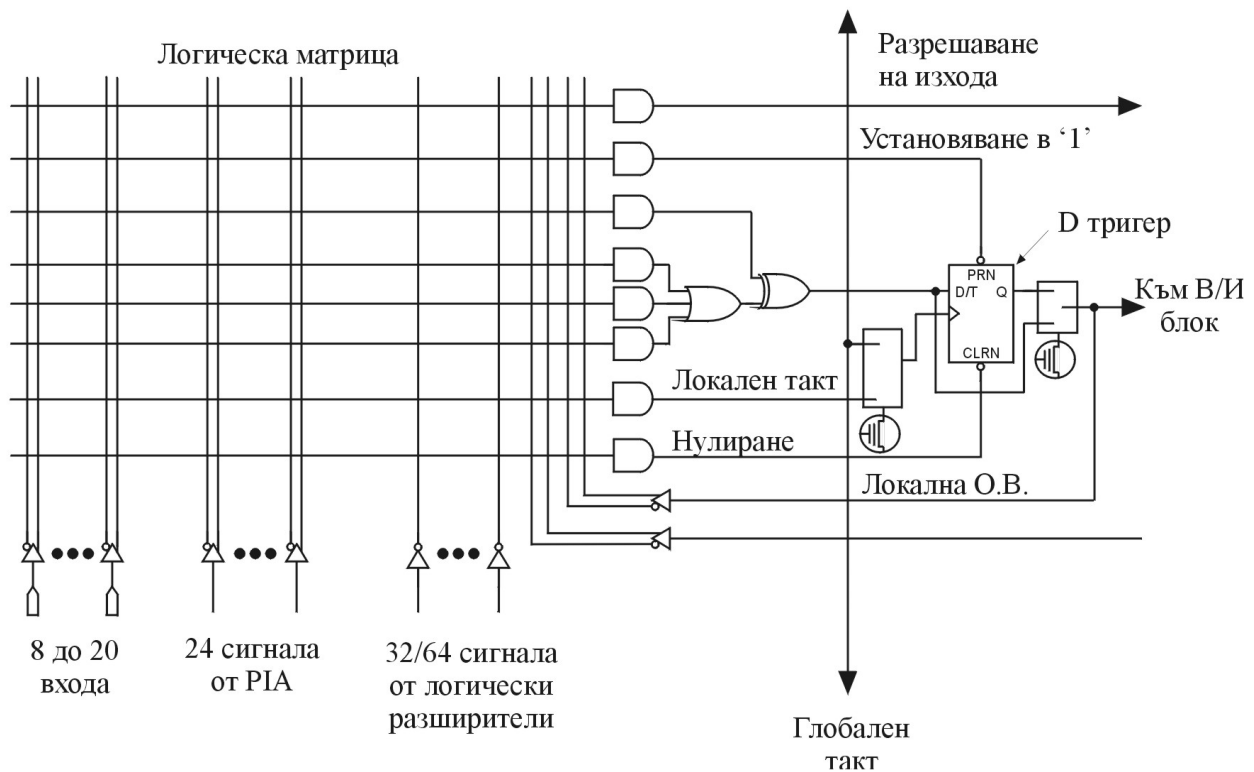 Логическа матрица
Разрешаване
на изхода
Установяване в ‘1’
D тригер
PRN
D/T
Q
CLRN
Към В/И
блок
Локален такт
Нулиране
Локална О.В.
8 до 20
входа
24 сигнала
от PIA
32/64 сигнала
от логически
разширители
Глобален
такт